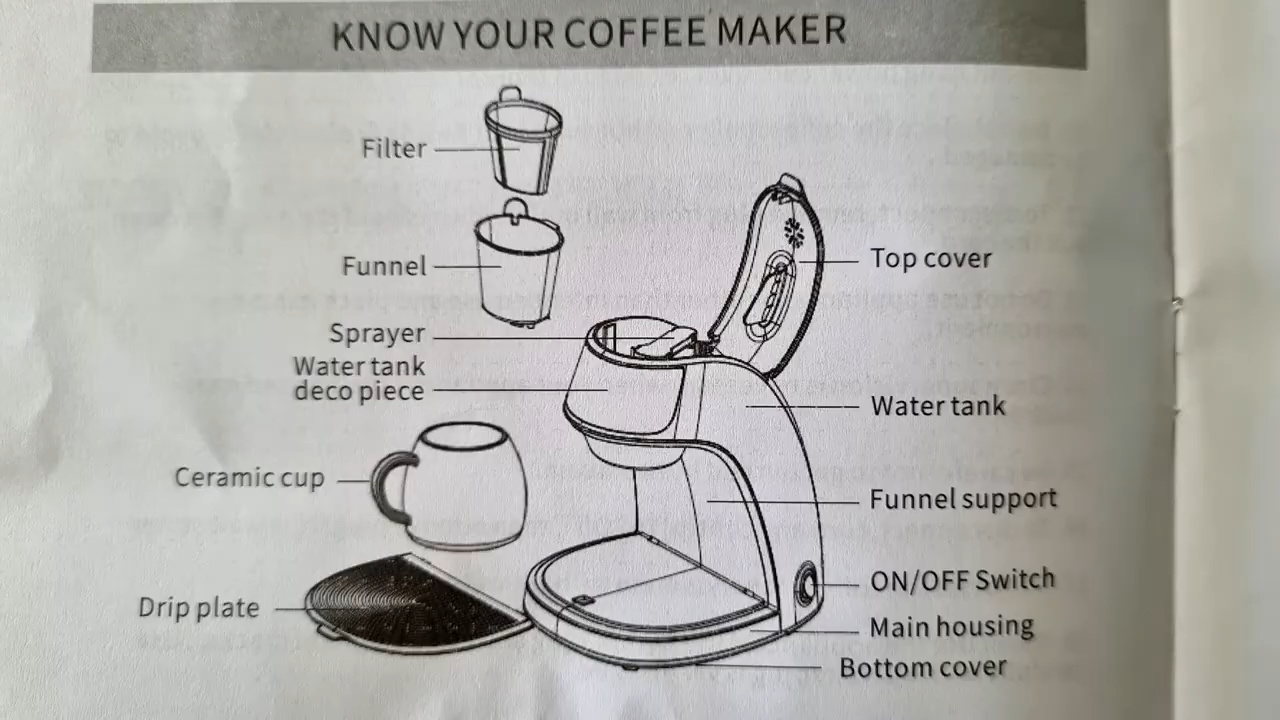 KNOW YOUR COFFEE MAKER
Filter
Funnel
Sprayer
Water tank
deco piece
Ceramic cup
Drip plate
Top cover
Water tank
Funnel support
ON/OFF Switch
Main housing
Bottom cover